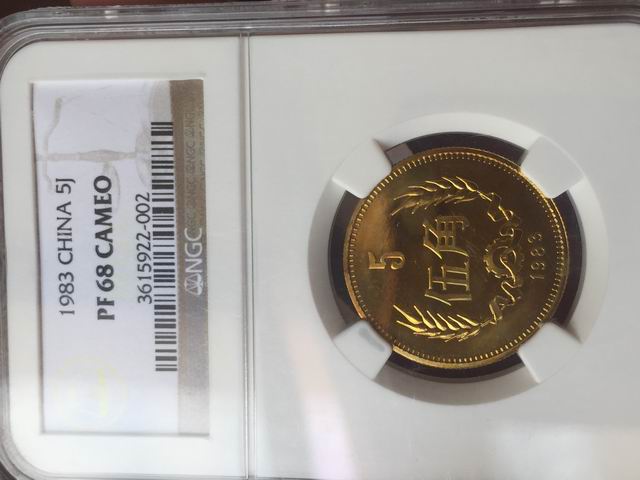 1983 CHINA 5J
PF 68 CAMEO
3615922-002
NGC
5
伍角
1983